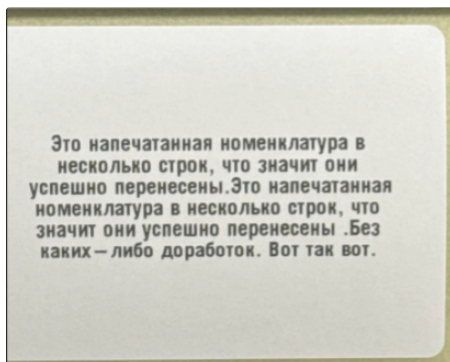 Это напечатанная номенклатура в
несколько строк, что значит они
успешно перенесены.Это напечатанная
номенклатура в несколько строк, что
значит они успешно перенесены .Без
каких—либо доработок. Вот так вот.